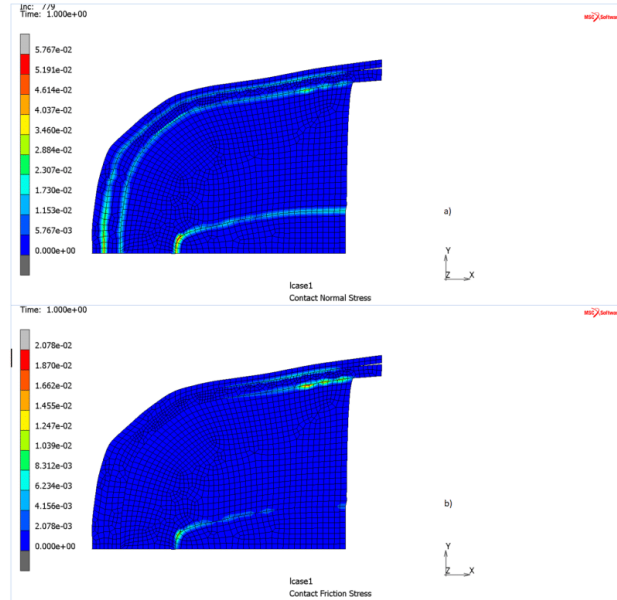 Inc: 779
Time: 1.000e+00
MSC Software
5.767e-02
5.191e-02
4.614e-02
4.037e-02
3.460e-02
2.884e-02
2.307e-02
1.730e-02
1.153e-02
5.767e-03
0.000e+00
a)
Y
Z X
lcase1
Contact Normal Stress
Time: 1.000e+00
MSC Software
2.078e-02
1.870e-02
1.662e-02
1.455e-02
1.247e-02
1.039e-02
8.312e-03
6.234e-03
4.156e-03
2.078e-03
0.000e+00
b)
Y
Z X
lcase1
Contact Friction Stress